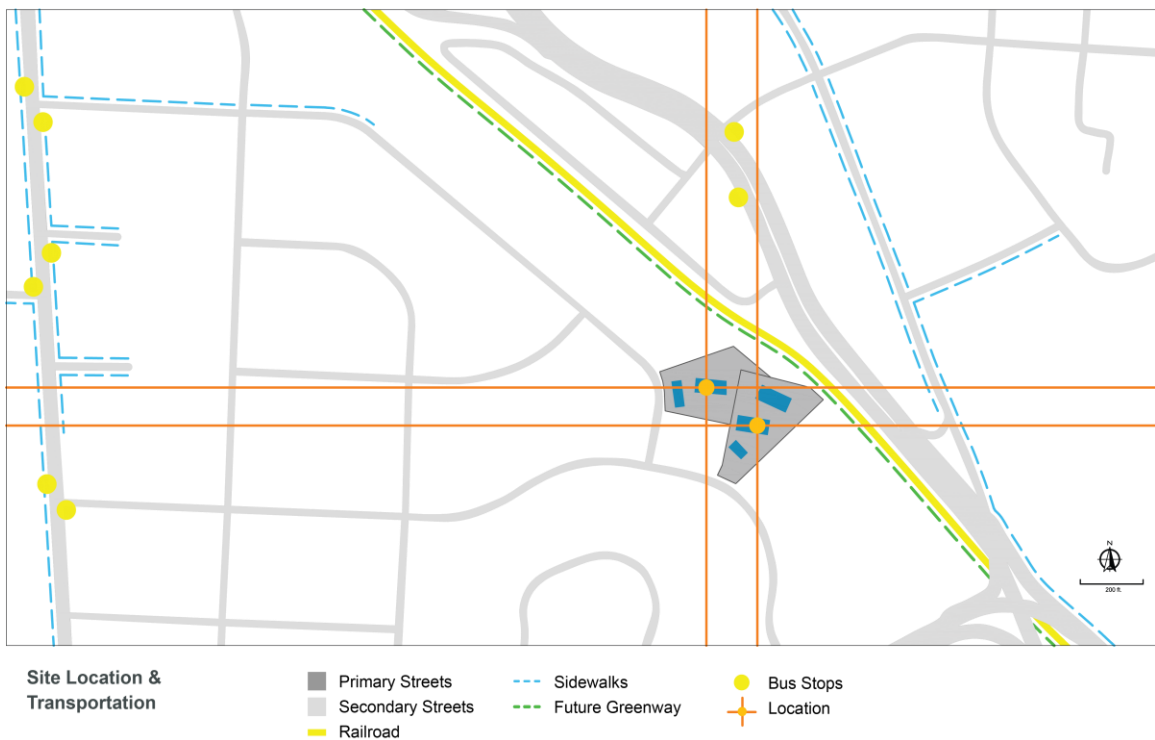 N
200 ft.
Site Location &
Transportation
Primary Streets
Secondary Streets
Railroad
Sidewalks
Future Greenway
Bus Stops
Location